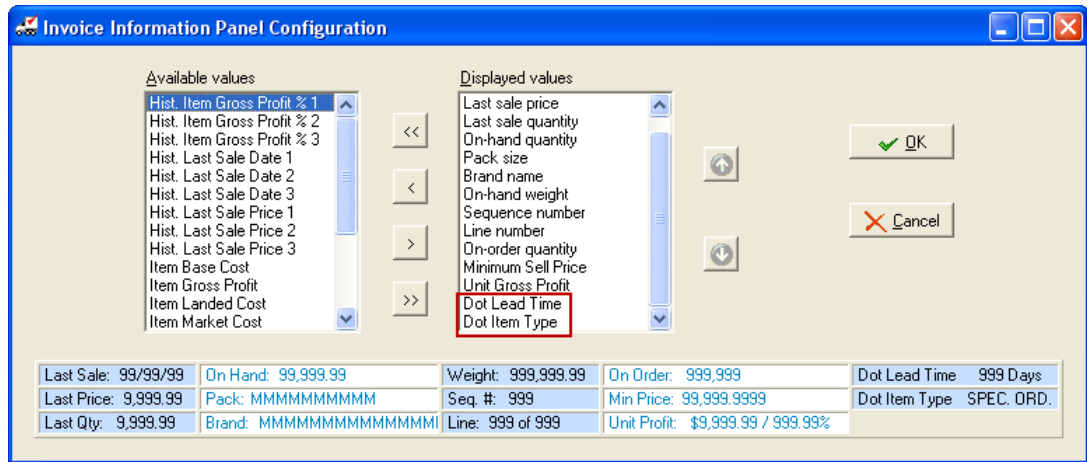 Invoice Information Panel Configuration
Available values
Hist. Item Gross Profit % 1
Hist. Item Gross Profit % 2
Hist. Item Gross Profit % 3
Hist. Last Sale Date 1
Hist. Last Sale Date 2
Hist. Last Sale Date 3
Hist. Last Sale Price 1
Hist. Last Sale Price 2
Hist. Last Sale Price 3
Item Base Cost
Item Gross Profit
Item Landed Cost
Item Market Cost
<<
<
>
>>
Displayed values
Last sale price
Last sale quantity
On-hand quantity
Pack size
Brand name
On-hand weight
Sequence number
Line number
On-order quantity
Minimum Sell Price
Unit Gross Profit
Dot Lead Time
Dot Item Type
OK
Cancel
Last Sale: 99/99/99 On Hand: 99,999.99 Weight: 999,999.99 On Order: 999,999 Dot Lead Time 999 Days
Last Price: 9,999.99 Pack: MMMMMMMMMM Seq. #: 999 Min Price: 99,999.9999 Dot Item Type SPEC. ORD.
Last Qty: 9,999.99 Brand: MMMMMMMMMMMMMM Line: 999 of 999 Unit Profit: $9,999.99 / 999.99%